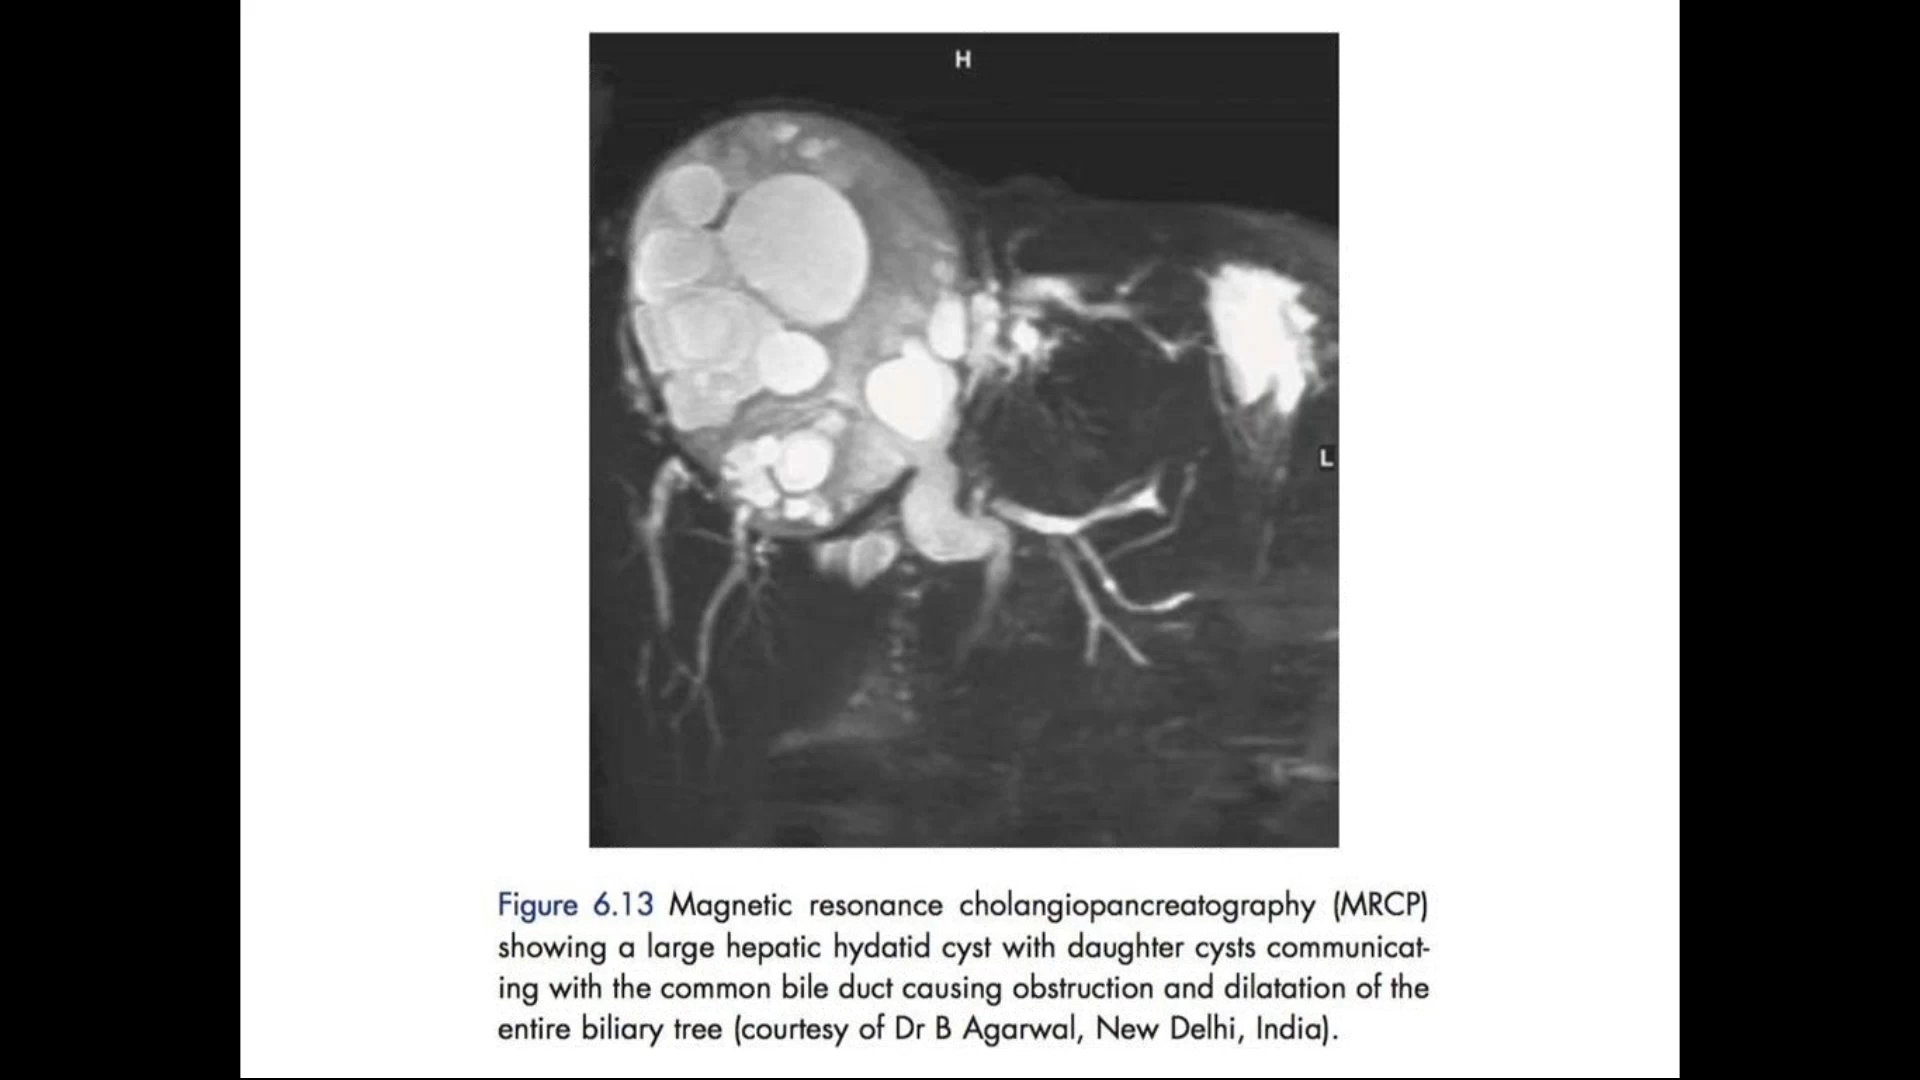 H
L
Figure 6.13 Magnetic resonance cholangiopancreatography (MRCP)
showing a large hepatic hydatid cyst with daughter cysts communicat-
ing with the common bile duct causing obstruction and dilatation of the
entire biliary tree (courtesy of Dr B Agarwal, New Delhi, India).